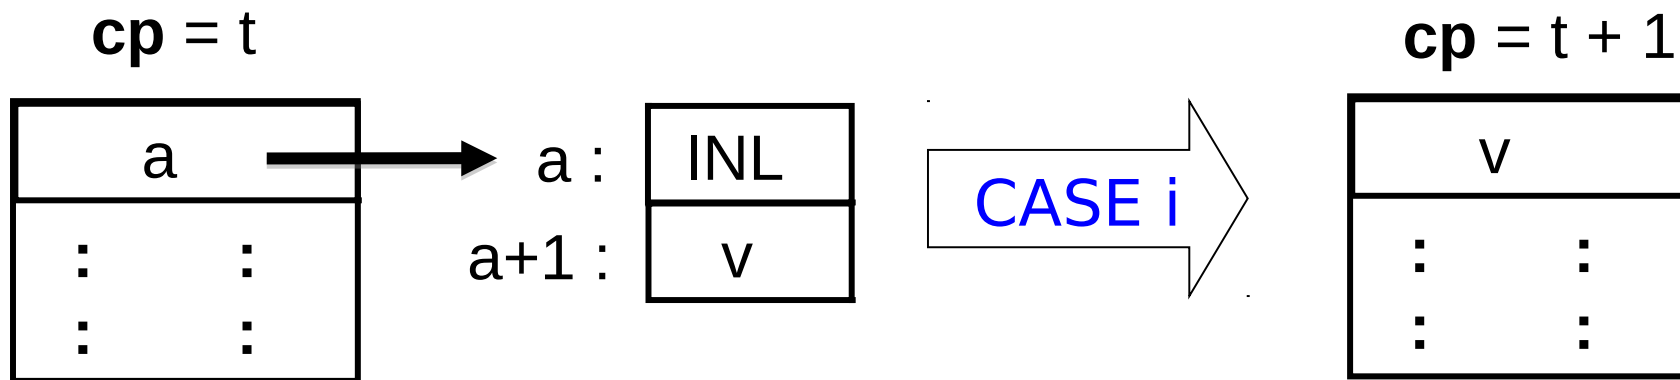 cp = t
cp = t + 1
a
a :
INL
CASE i
v
a+1 :
v
:
:
:
:
:
:
:
: